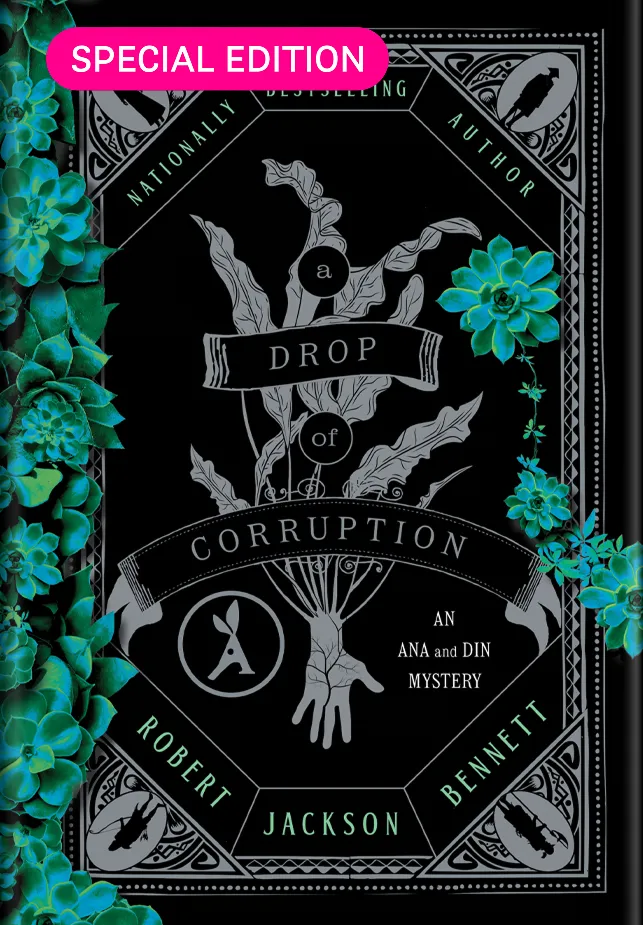 SPECIAL EDITION
NATIONALLY
BESTSELLING
AUTHOR
a
DROP
of
CORRUPTION
A
AN
ANA and DIN
MYSTERY
ROBERT
JACKSON
BENNETT